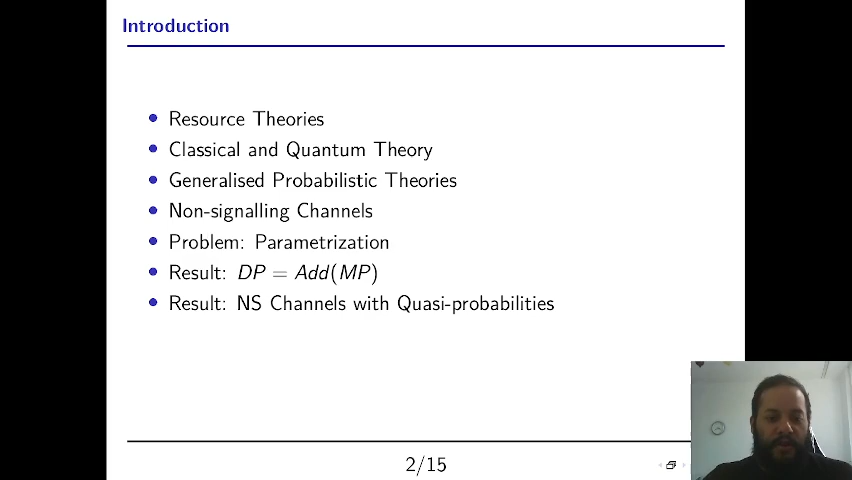 Introduction
Resource Theories
Classical and Quantum Theory
Generalised Probabilistic Theories
Non-signalling Channels
Problem: Parametrization
Result: DP = Add(MP)
Result: NS Channels with Quasi-probabilities
2/15